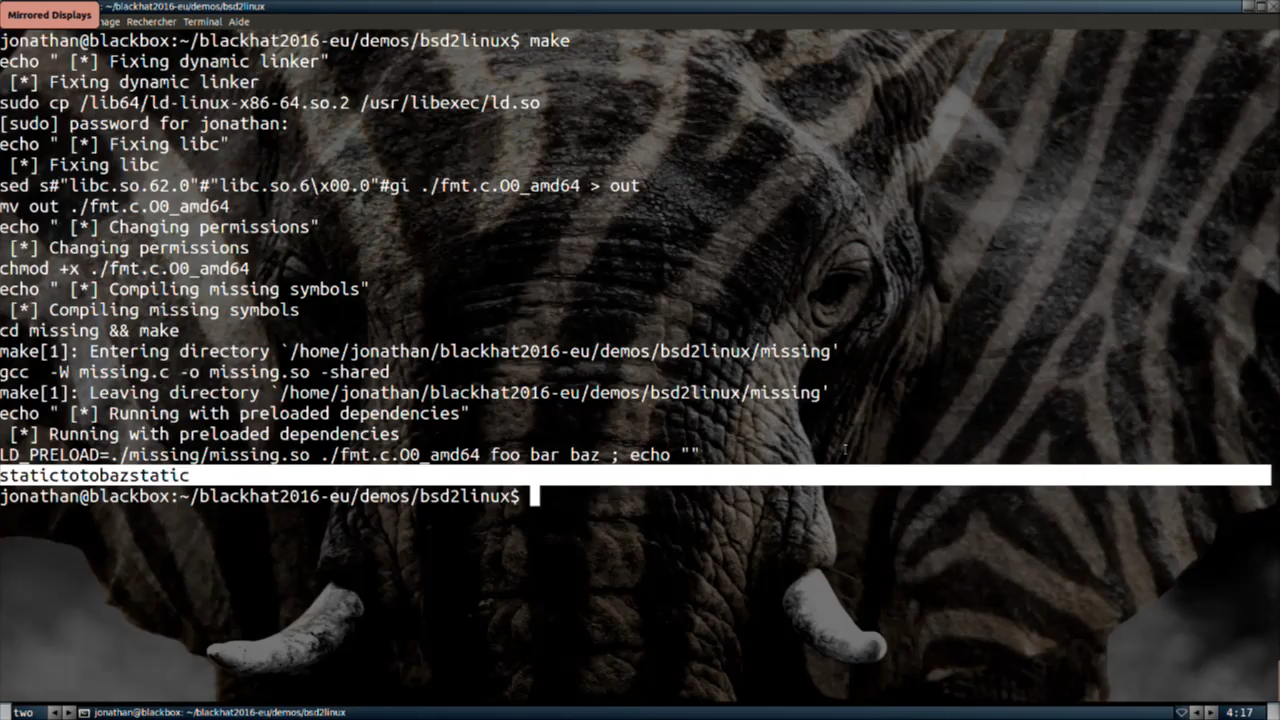 Mirrored Displays
: ~/blackhat2016-eu/demos/bsd2linux
Rechercher Terminal Aide
jonathan@blackbox:~/blackhat2016-eu/demos/bsd2linux$ make
echo " [*] Fixing dynamic linker"
 [*] Fixing dynamic linker
sudo cp /lib64/ld-linux-x86-64.so.2 /usr/libexec/ld.so
[sudo] password for jonathan:
echo " [*] Fixing libc"
 [*] Fixing libc
sed s#"libc.so.62.0"#"libc.so.6\x00.0"#gi ./fmt.c.O0_amd64 > out
mv out ./fmt.c.O0_amd64
echo " [*] Changing permissions"
 [*] Changing permissions
chmod +x ./fmt.c.O0_amd64
echo " [*] Compiling missing symbols"
 [*] Compiling missing symbols
cd missing && make
make[1]: Entering directory `/home/jonathan/blackhat2016-eu/demos/bsd2linux/missing'
gcc  -W missing.c -o missing.so -shared
make[1]: Leaving directory `/home/jonathan/blackhat2016-eu/demos/bsd2linux/missing'
echo " [*] Running with preloaded dependencies"
 [*] Running with preloaded dependencies
LD_PRELOAD=./missing/missing.so ./fmt.c.O0_amd64 foo bar baz ; echo ""
statictotobazstatic
jonathan@blackbox:~/blackhat2016-eu/demos/bsd2linux$
two
jonathan@blackbox: ~/blackhat2016-eu/demos/bsd2linux
4:17